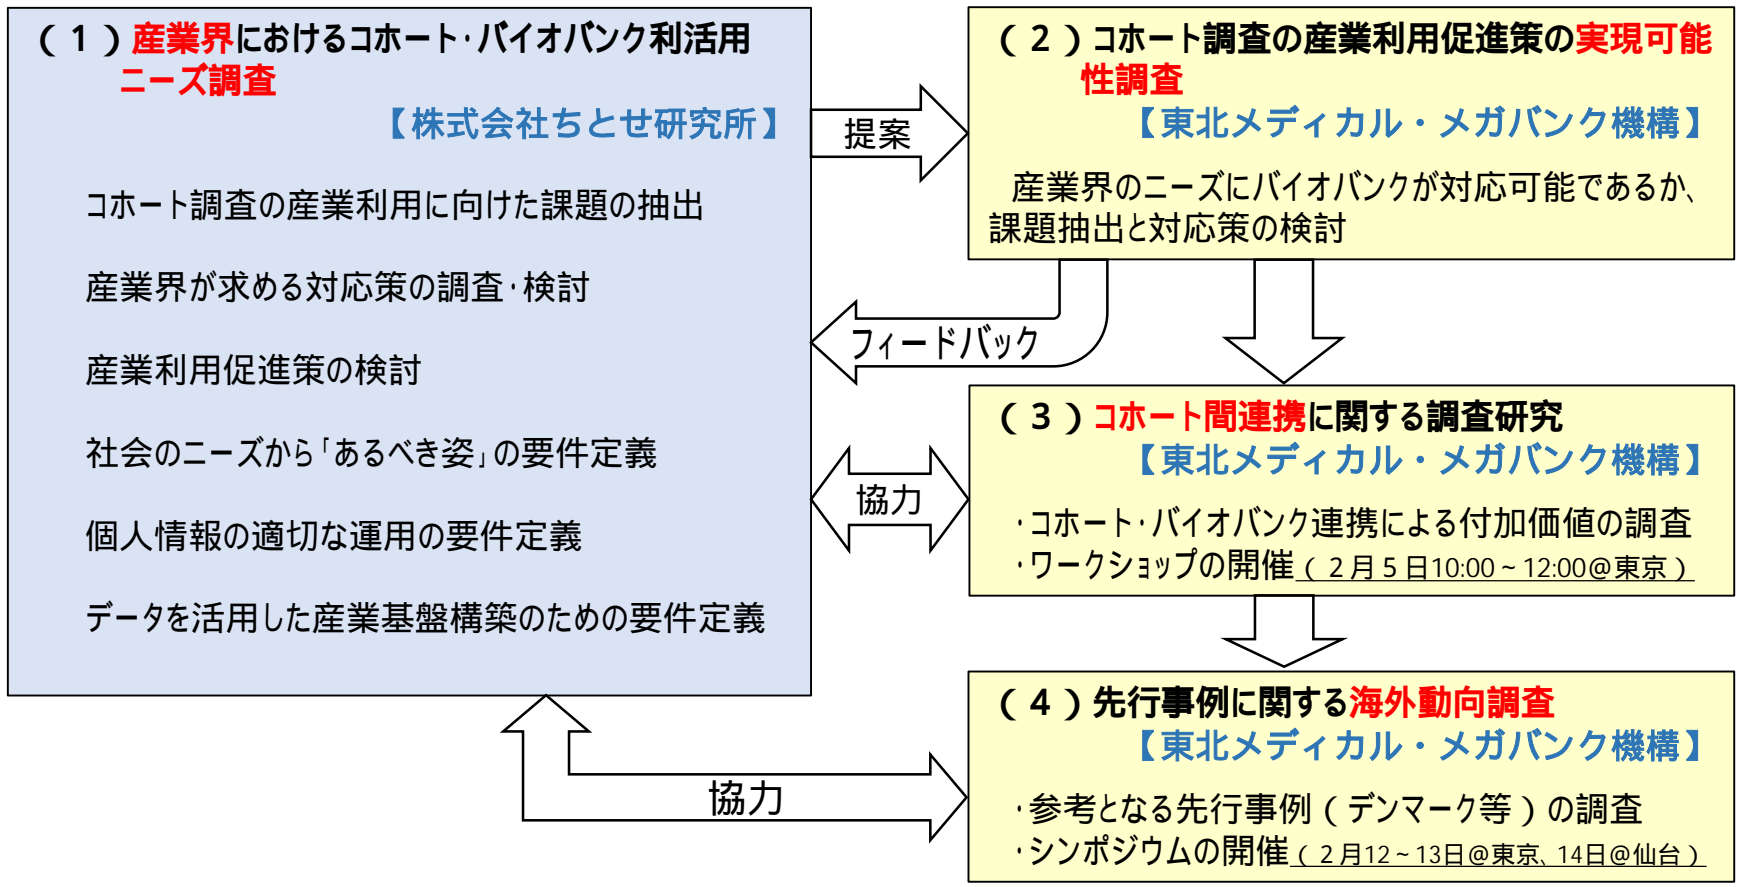 （１）産業界におけるコホート・バイオバンク利活用
ニーズ調査
【株式会社ちとせ研究所】
コホート調査の産業利用に向けた課題の抽出
産業界が求める対応策の調査・検討
産業利用促進策の検討
社会のニーズから「あるべき姿」の要件定義
個人情報の適切な運用の要件定義
データを活用した産業基盤構築のための要件定義
提案
フィードバック
協力
協力
（２）コホート調査の産業利用促進策の実現可能
性調査
【東北メディカル・メガバンク機構】
産業界のニーズにバイオバンクが対応可能であるか、
課題抽出と対応策の検討
（３）コホート間連携に関する調査研究
【東北メディカル・メガバンク機構】
・コホート・バイオバンク連携による付加価値の調査
・ワークショップの開催（２月５日10:00～12:00@東京）
（４）先行事例に関する海外動向調査
【東北メディカル・メガバンク機構】
・参考となる先行事例（デンマーク等）の調査
・シンポジウムの開催（２月12～13日@東京、14日@仙台）